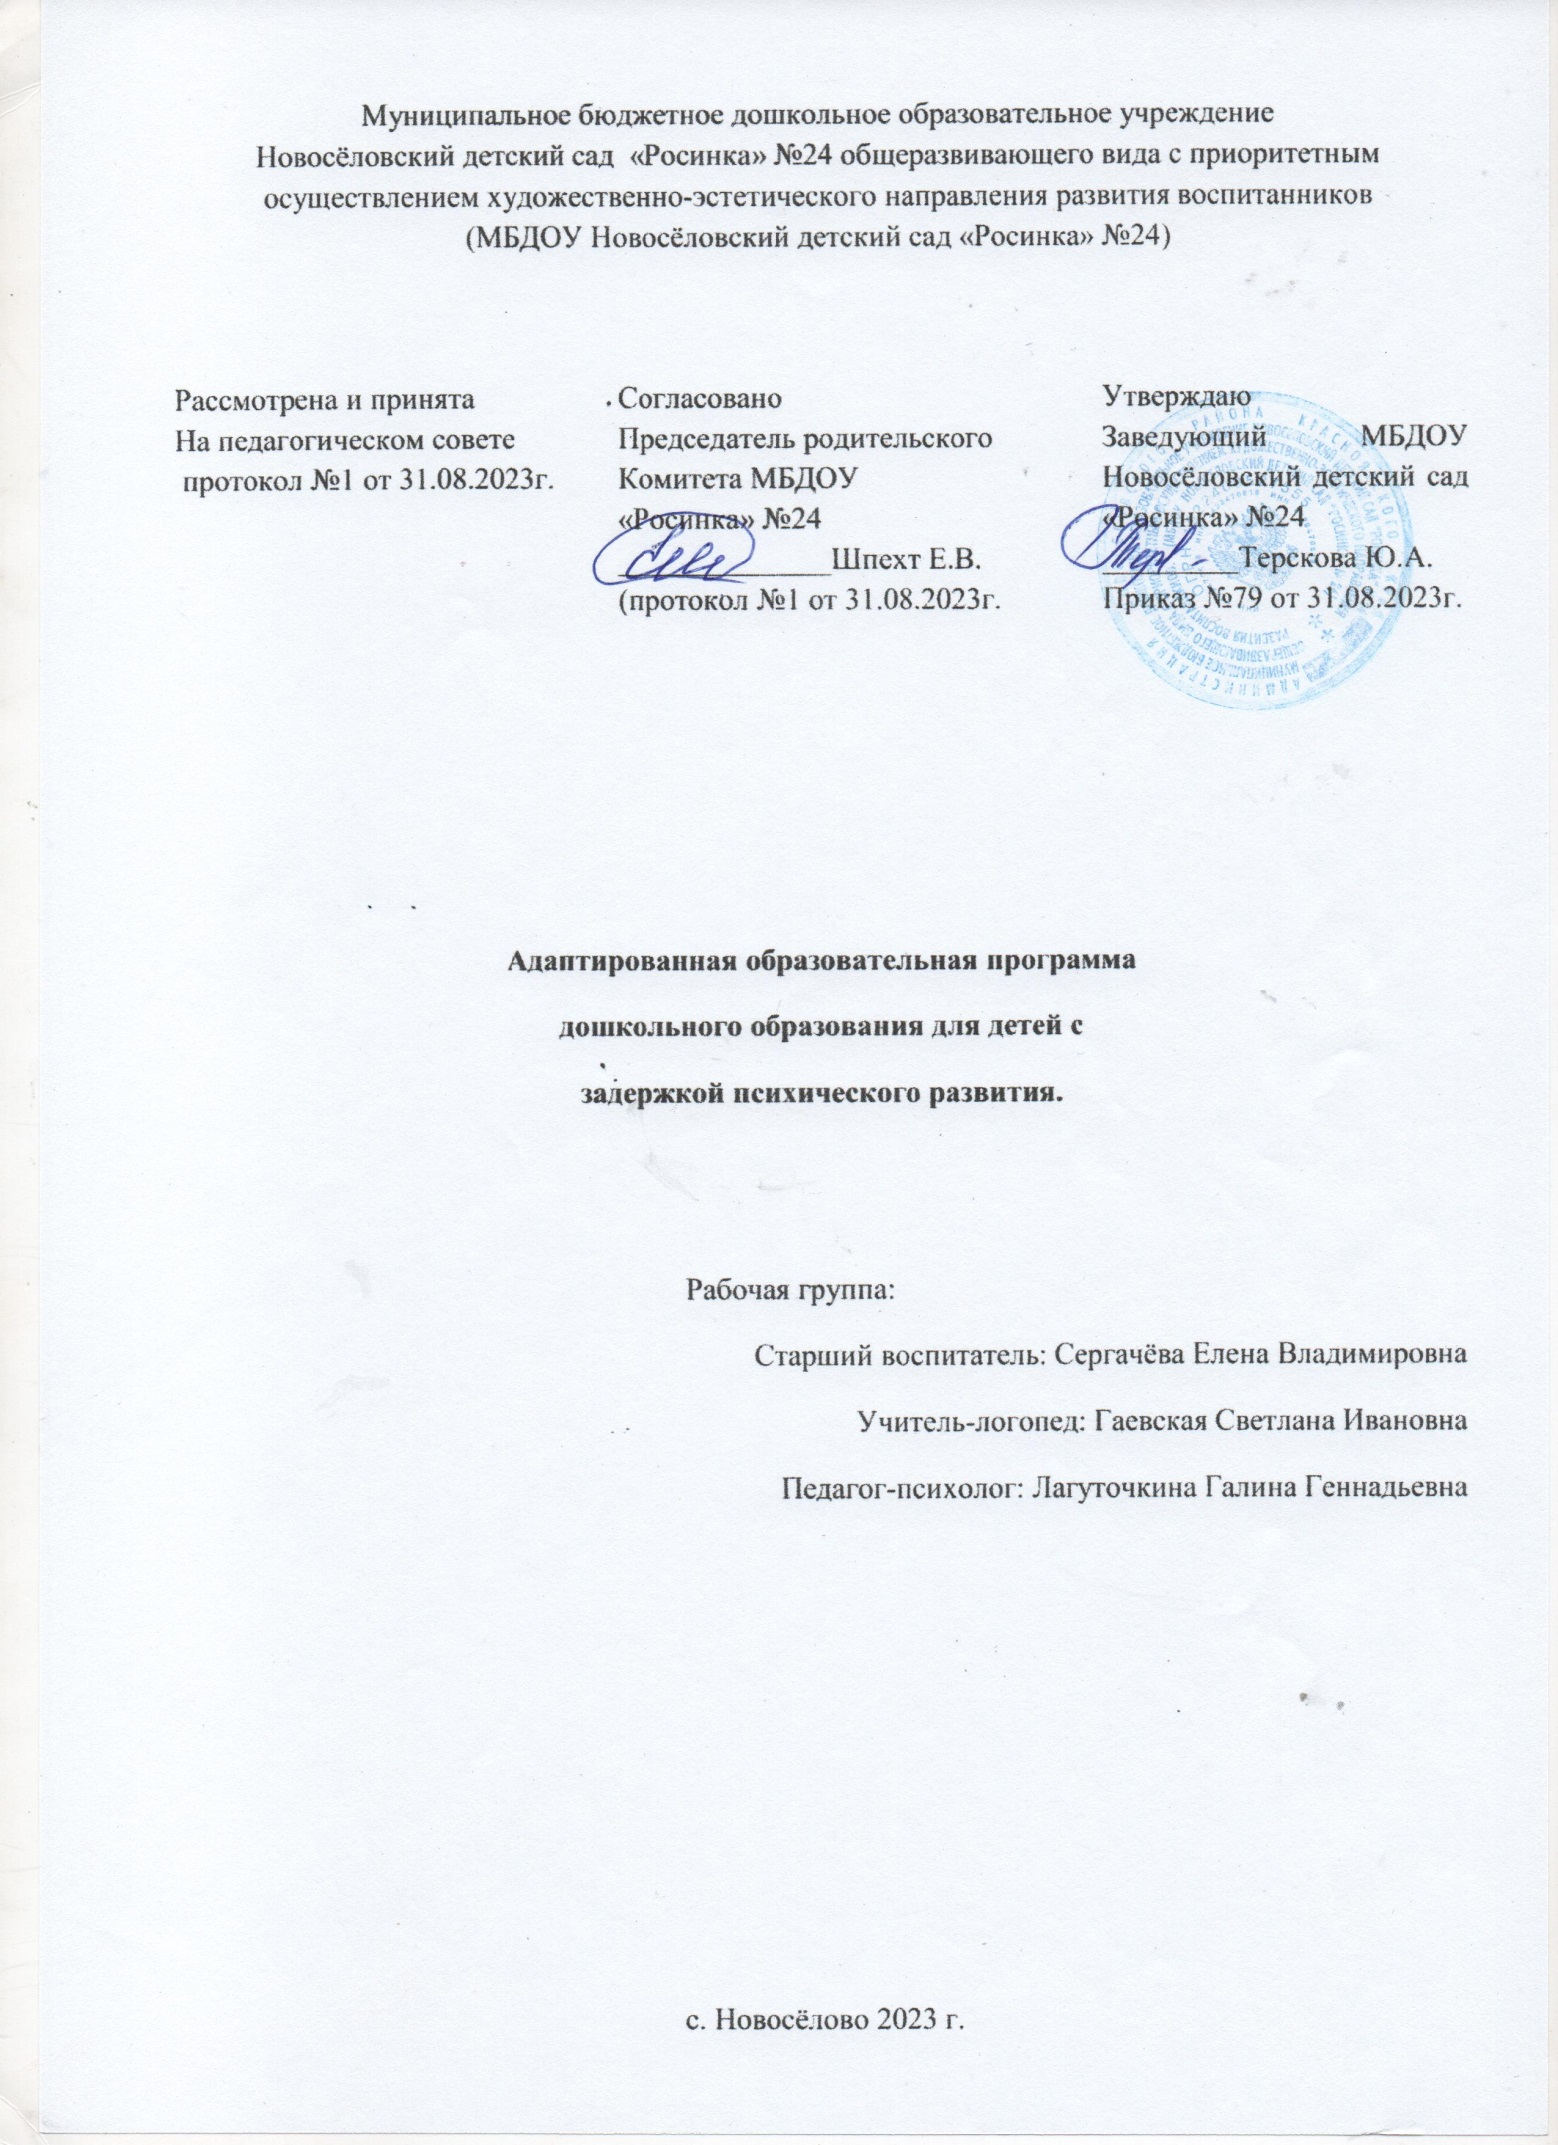 Муниципальное бюджетное дошкольное образовательное учреждение
Новосёловский детский сад «Росинка» №24 общеразвивающего вида с приоритетным
осуществлением художественно-эстетического направления развития воспитанников
(МБДОУ Новосёловский детский сад «Росинка» №24)
Рассмотрена и принята
На педагогическом совете
протокол №1 от 31.08.2023г.
Согласовано
Председатель родительского
Комитета МБДОУ
«Росинка» №24
Шпехт Е.В.
(протокол №1 от 31.08.2023г.
Утверждаю
Заведующий МБДОУ
Новосёловский детский сад
«Росинка» №24
Терскова Ю.А.
Приказ №79 от 31.08.2023г.
Адаптированная образовательная программа
дошкольного образования для детей с
задержкой психического развития.
Рабочая группа:
Старший воспитатель: Сергачёва Елена Владимировна
Учитель-логопед: Гаевская Светлана Ивановна
Педагог-психолог: Лагуточкина Галина Геннадьевна
с. Новосёлово 2023 г.